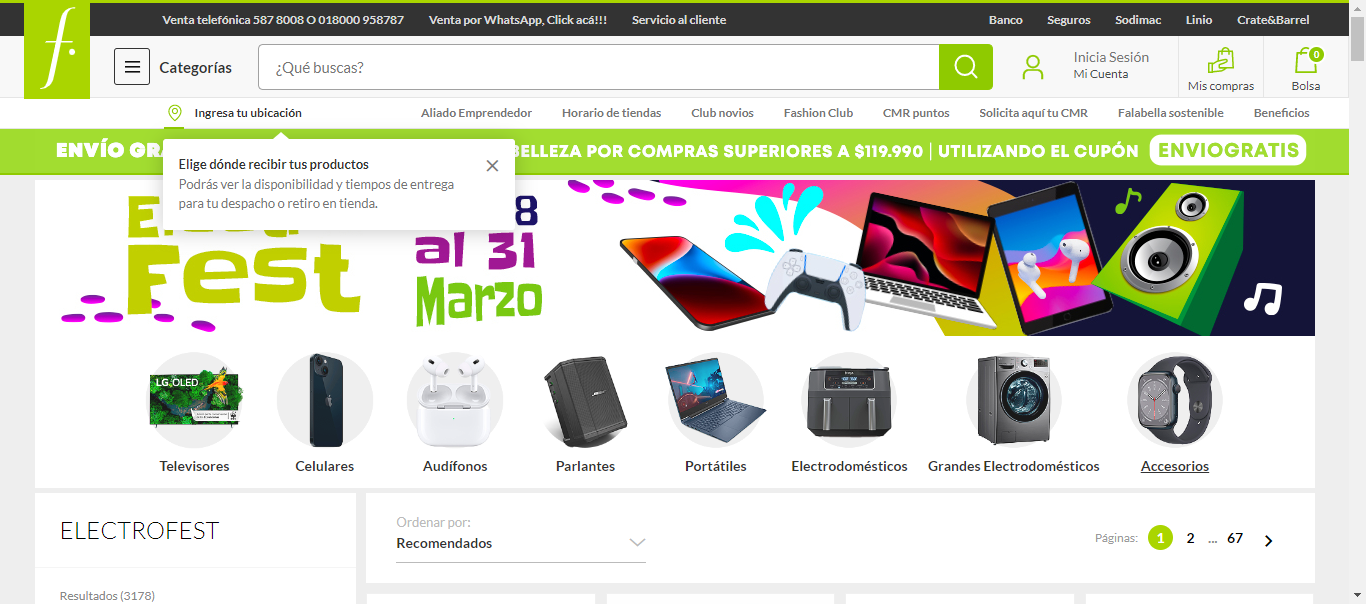 f.
Venta telefónica 587 8008 O 018000 958787
Venta por WhatsApp, Click acá!!!
Servicio al cliente
Banco
Seguros
Sodimac
Linio
Crate&Barrel
Categorías
¿Qué buscas?
Inicia Sesión
Mi Cuenta
Mis compras
0
Bolsa
Ingresa tu ubicación
Aliado Emprendedor
Horario de tiendas
Club novios
Fashion Club
CMR puntos
Solicita aquí tu CMR
Falabella sostenible
Beneficios
ENVÍO GRA
BELLEZA POR COMPRAS SUPERIORES A $119.990 | UTILIZANDO EL CUPÓN ENVIOGRATIS
Elige dónde recibir tus productos
Podrás ver la disponibilidad y tiempos de entrega
para tu despacho o retiro en tienda.
Fest
8
al 31
Marzo
LG OLED
Televisores
Celulares
Audífonos
Parlantes
Portátiles
Electrodomésticos
Grandes Electrodomésticos
Accesorios
ELECTROFEST
Resultados (3178)
Ordenar por:
Recomendados
Páginas: 1 2 ... 67